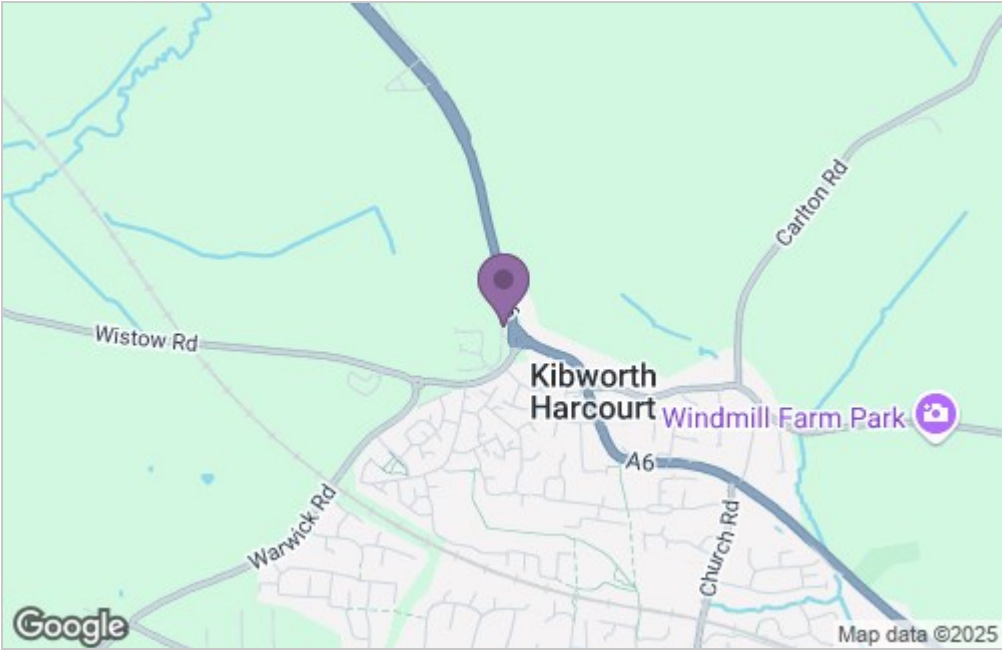 Carlton Rd
Wistow Rd
Kibworth
Harcourt
Windmill Farm Park
A6
Warwick Rd
Church Rd
Google
Map data ©2025